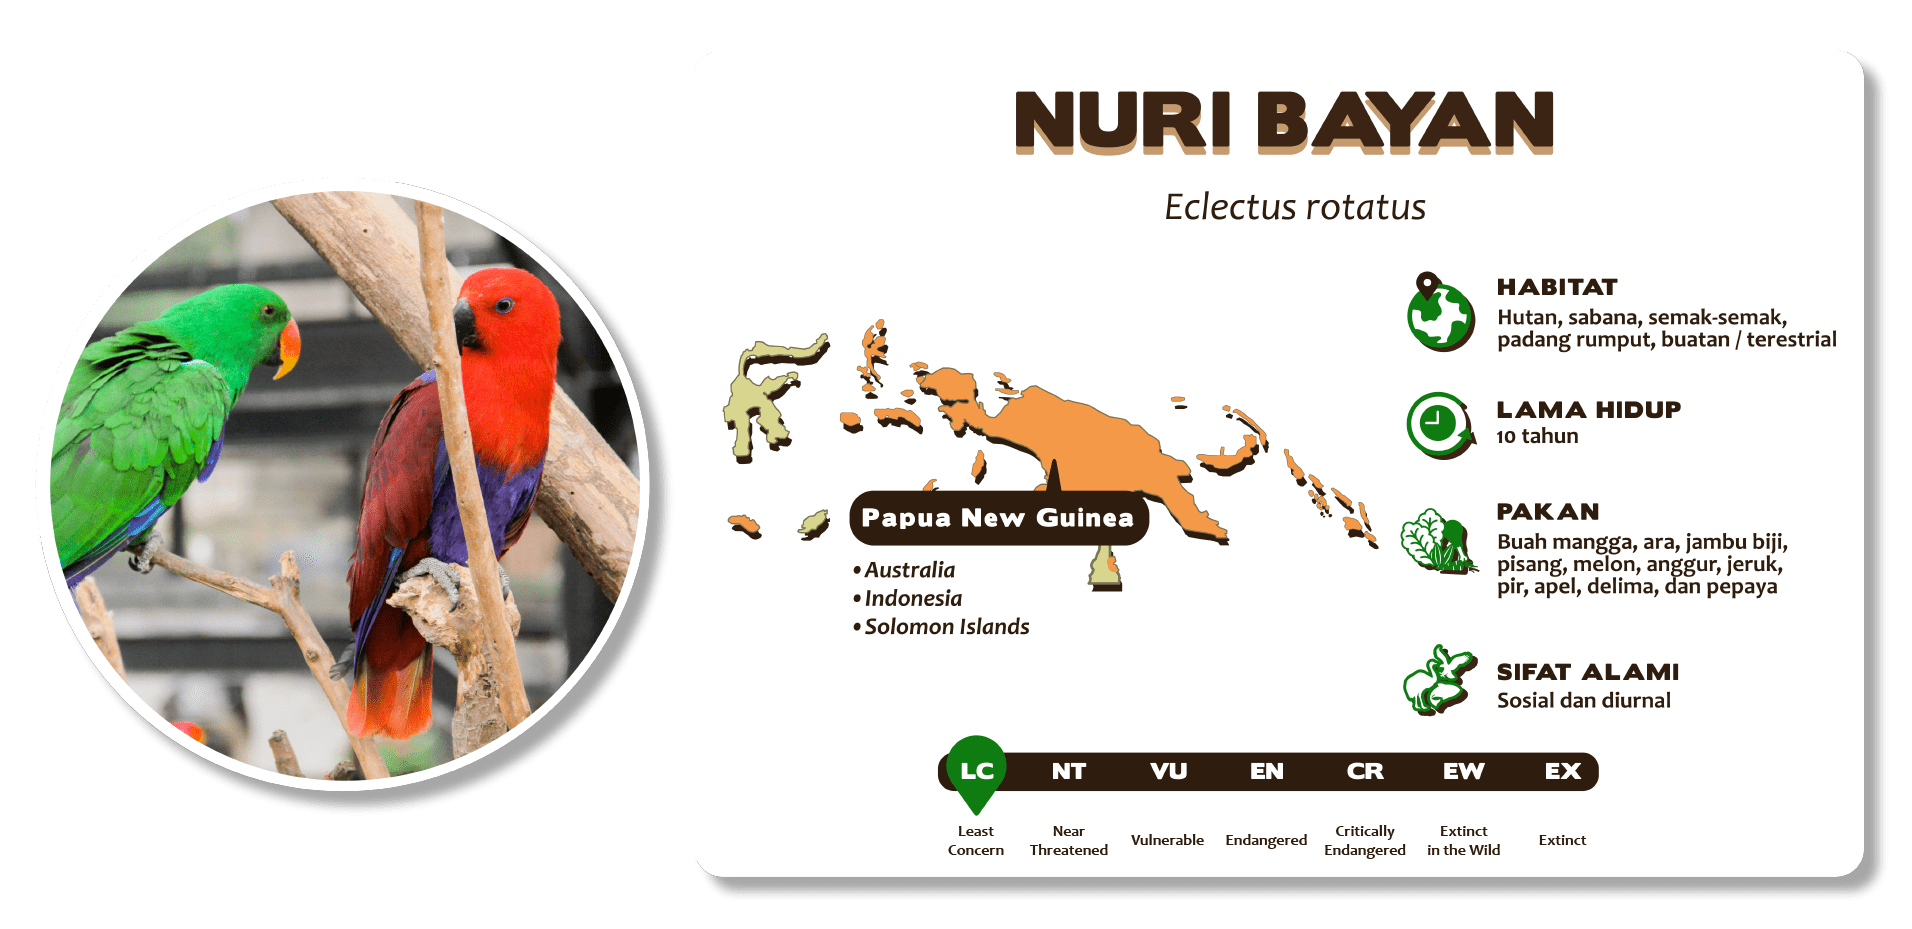 NURI BAYAN
Eclectus rotatus
HABITAT
Hutan, sabana, semak-semak,
padang rumput, buatan / terestrial
LAMA HIDUP
10 tahun
PAKAN
Buah mangga, ara, jambu biji,
pisang, melon, anggur, jeruk,
pir, apel, delima, dan pepaya
SIFAT ALAMI
Sosial dan diurnal
Papua New Guinea
• Australia
• Indonesia
• Solomon Islands
LC NT VU EN CR EW EX
Least Concern
Near Threatened
Vulnerable
Endangered
Critically Endangered
Extinct in the Wild
Extinct